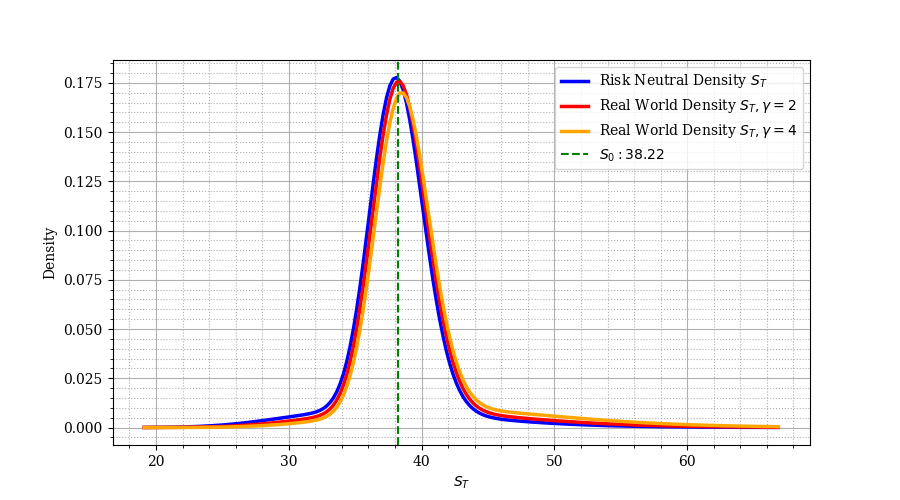 Risk Neutral Density S_T
Real World Density S_T, γ = 2
Real World Density S_T, γ = 4
S_0 : 38.22
Density
0.175
0.150
0.125
0.100
0.075
0.050
0.025
0.000
20 30 40 50 60
S_T